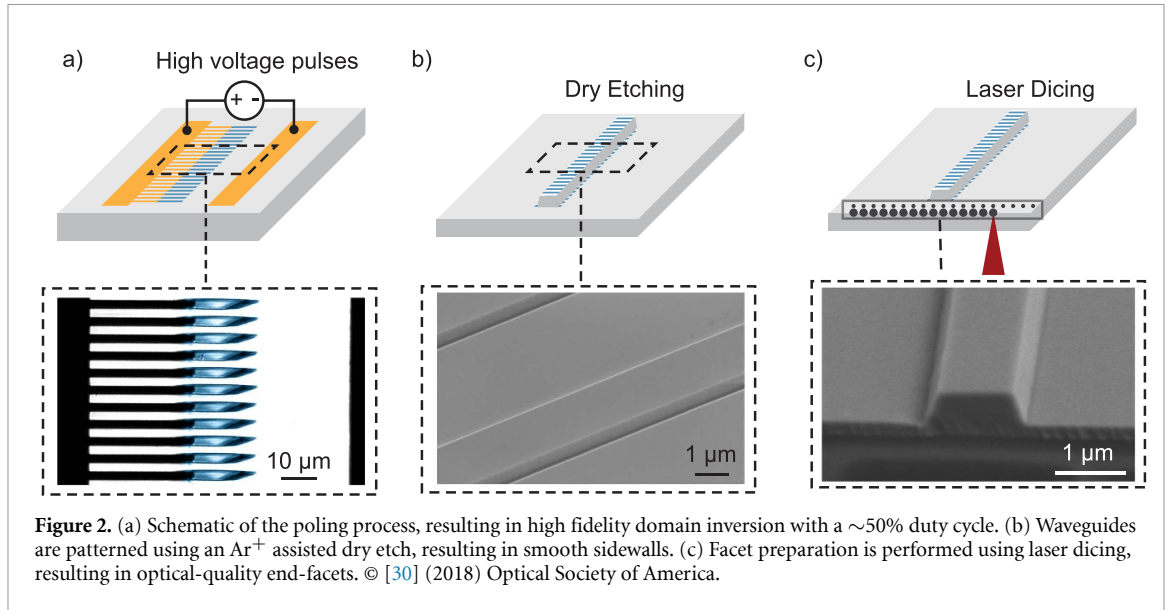 a)
High voltage pulses
+ -
b)
Dry Etching
c)
Laser Dicing
10 μm
1 μm
1 μm
Figure 2. (a) Schematic of the poling process, resulting in high fidelity domain inversion with a ∼50% duty cycle. (b) Waveguides
are patterned using an Ar⁺ assisted dry etch, resulting in smooth sidewalls. (c) Facet preparation is performed using laser dicing,
resulting in optical-quality end-facets. © [30] (2018) Optical Society of America.